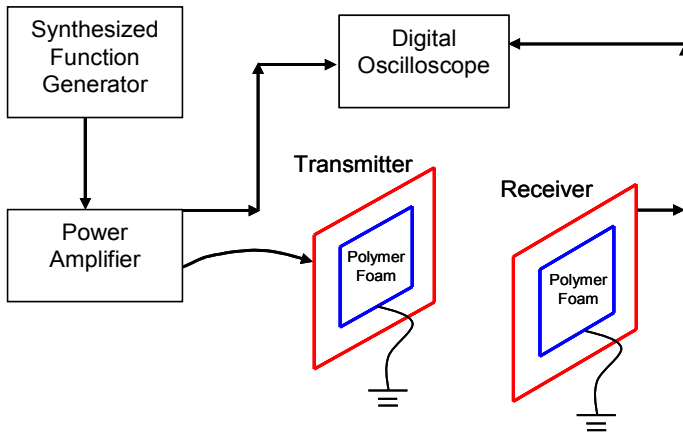 Synthesized
Function
Generator
Digital
Oscilloscope
Transmitter
Receiver
Power
Amplifier
Polymer
Foam
Polymer
Foam